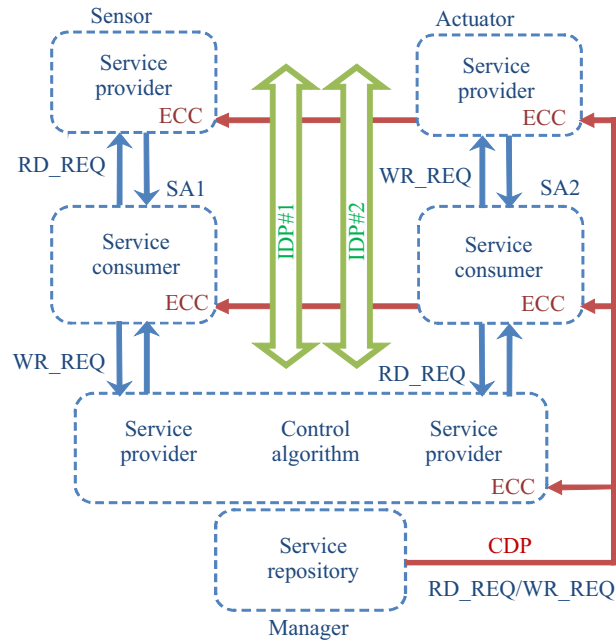 Sensor
Actuator
Service
provider
ECC
Service
provider
ECC
RD_REQ
SA1
WR_REQ
SA2
IDP#1
IDP#2
Service
consumer
ECC
Service
consumer
ECC
WR_REQ
RD_REQ
Service
provider
Control
algorithm
Service
provider
ECC
Service
repository
CDP
RD_REQ/WR_REQ
Manager